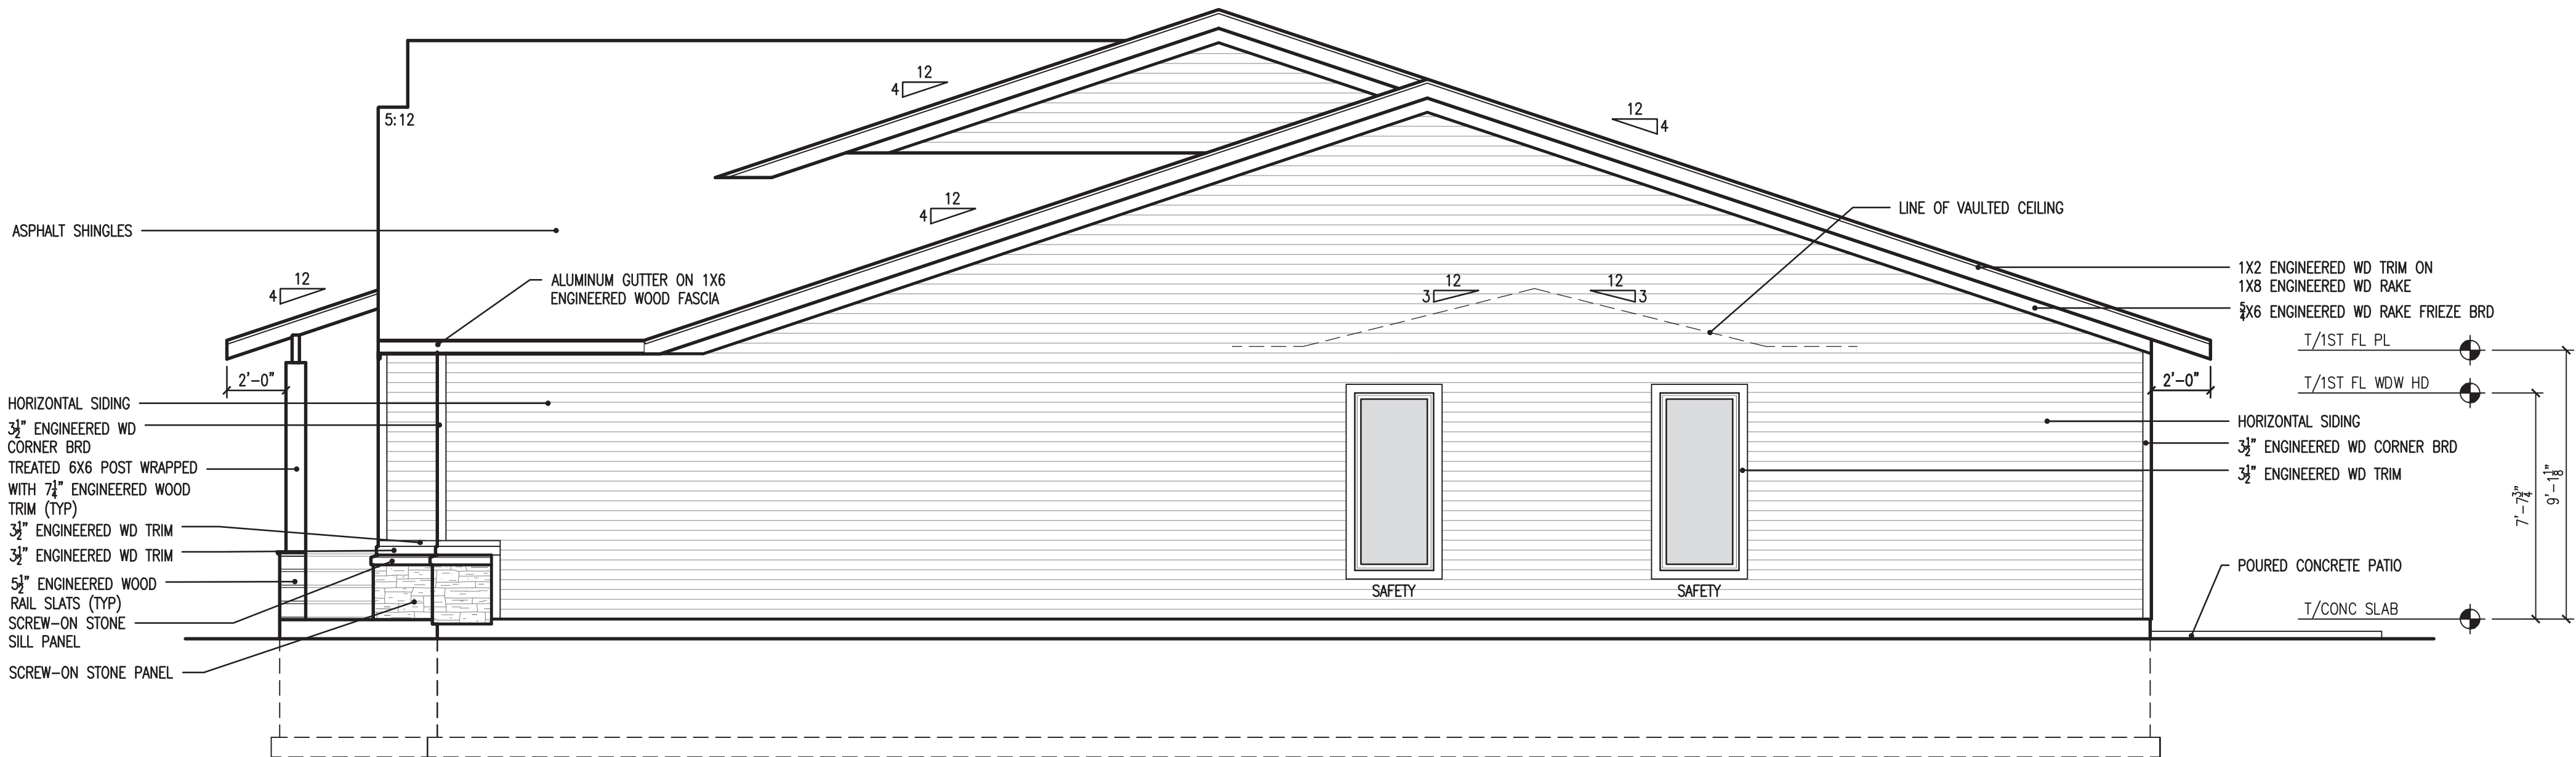 12
4
5:12
12
4
12
4
12
4
12
4
12
3
12
3
ASPHALT SHINGLES
ALUMINUM GUTTER ON 1X6
ENGINEERED WOOD FASCIA
2'-0"
HORIZONTAL SIDING
3½" ENGINEERED WD
CORNER BRD
TREATED 6X6 POST WRAPPED
WITH 7¼" ENGINEERED WOOD
TRIM (TYP)
3½" ENGINEERED WD TRIM
3½" ENGINEERED WD TRIM
5½" ENGINEERED WOOD
RAIL SLATS (TYP)
SCREW-ON STONE
SILL PANEL
SCREW-ON STONE PANEL
SAFETY
SAFETY
LINE OF VAULTED CEILING
1X2 ENGINEERED WD TRIM ON
1X8 ENGINEERED WD RAKE
5/4X6 ENGINEERED WD RAKE FRIEZE BRD
T/1ST FL PL
T/1ST FL WDW HD
2'-0"
HORIZONTAL SIDING
3½" ENGINEERED WD CORNER BRD
3½" ENGINEERED WD TRIM
7'-7¾"
9'-1⅛"
POURED CONCRETE PATIO
T/CONC SLAB